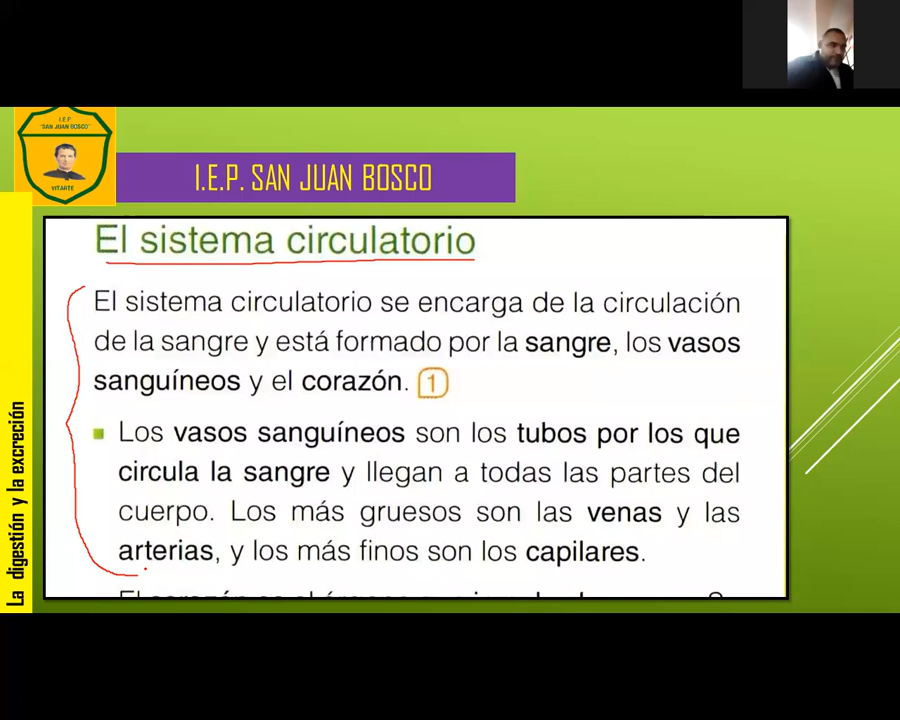 I.E.P
"SAN JUAN BOSCO"
VITARTE
I.E.P. SAN JUAN BOSCO
La digestión y la excreción
El sistema circulatorio
El sistema circulatorio se encarga de la circulación
de la sangre y está formado por la sangre, los vasos
sanguíneos y el corazón. 1
Los vasos sanguíneos son los tubos por los que
circula la sangre y llegan a todas las partes del
cuerpo. Los más gruesos son las venas y las
arterias, y los más finos son los capilares.